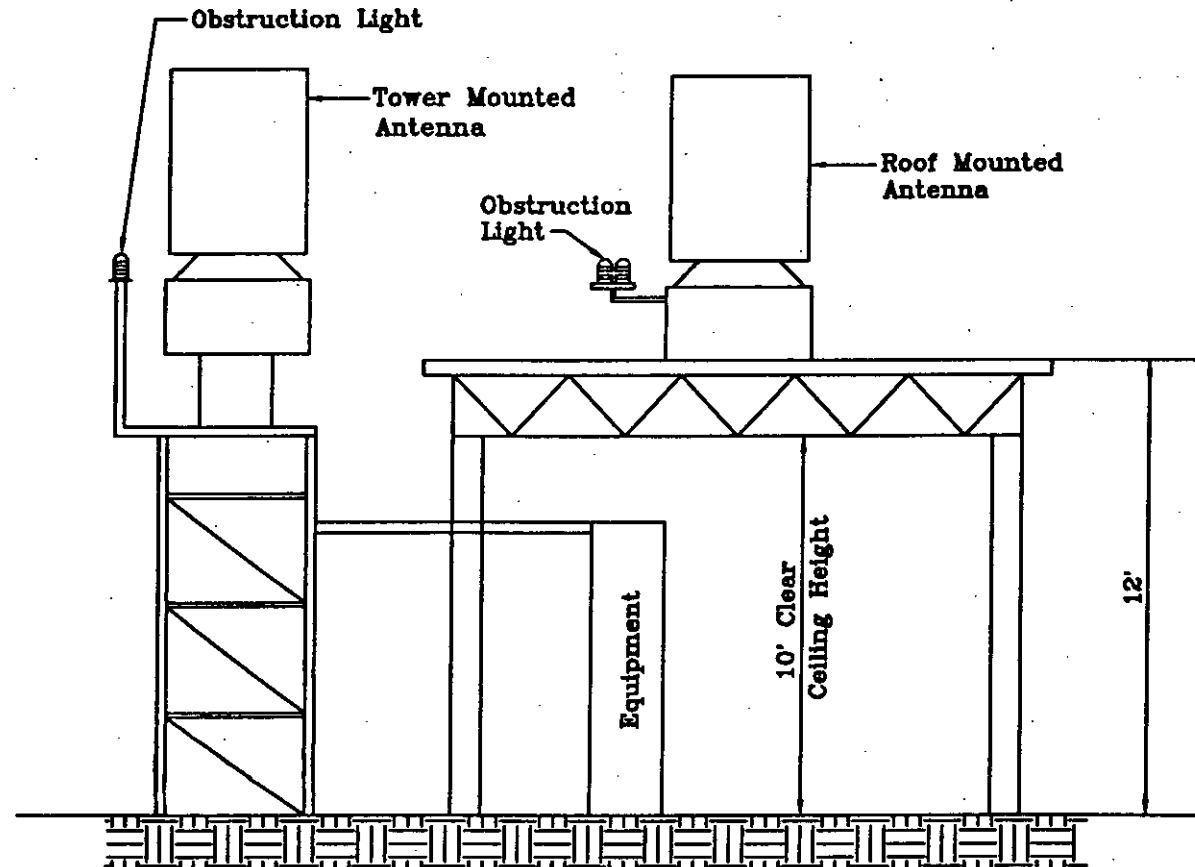 Obstruction Light
Tower Mounted
Antenna
Roof Mounted
Antenna
Obstruction
Light
Equipment
10' Clear
Ceiling Height
12'